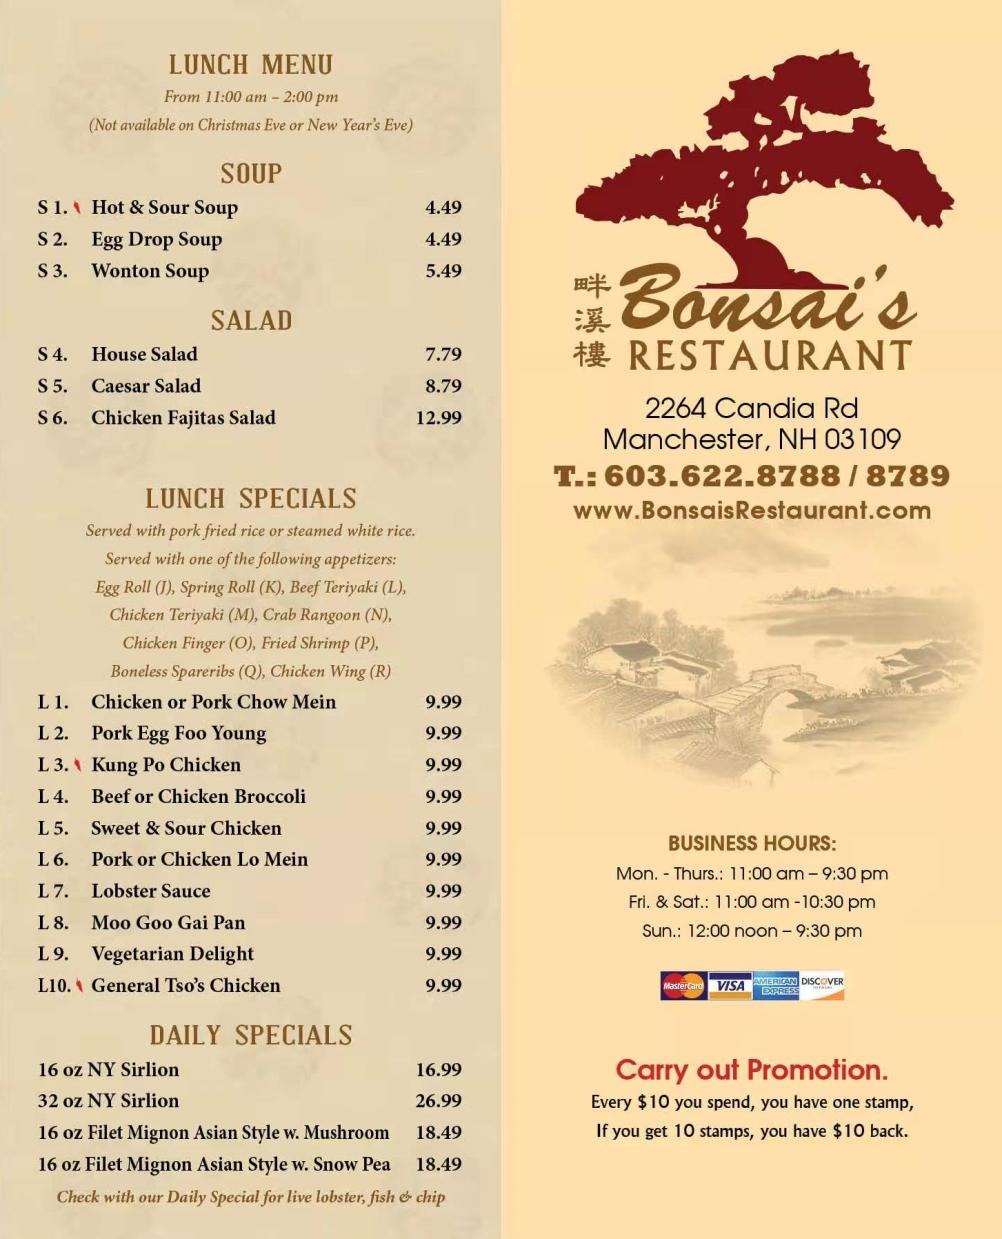 LUNCH MENU
From 11:00 am – 2:00 pm
(Not available on Christmas Eve or New Year's Eve)
SOUP
S 1. Hot & Sour Soup 4.49
S 2. Egg Drop Soup 4.49
S 3. Wonton Soup 5.49
SALAD
S 4. House Salad 7.79
S 5. Caesar Salad 8.79
S 6. Chicken Fajitas Salad 12.99
LUNCH SPECIALS
Served with pork fried rice or steamed white rice.
Served with one of the following appetizers:
Egg Roll (J), Spring Roll (K), Beef Teriyaki (L),
Chicken Teriyaki (M), Crab Rangoon (N),
Chicken Finger (O), Fried Shrimp (P),
Boneless Spareribs (Q), Chicken Wing (R)
L 1. Chicken or Pork Chow Mein 9.99
L 2. Pork Egg Foo Young 9.99
L 3. Kung Po Chicken 9.99
L 4. Beef or Chicken Broccoli 9.99
L 5. Sweet & Sour Chicken 9.99
L 6. Pork or Chicken Lo Mein 9.99
L 7. Lobster Sauce 9.99
L 8. Moo Goo Gai Pan 9.99
L 9. Vegetarian Delight 9.99
L10. General Tso's Chicken 9.99
DAILY SPECIALS
16 oz NY Sirlion 16.99
32 oz NY Sirlion 26.99
16 oz Filet Mignon Asian Style w. Mushroom 18.49
16 oz Filet Mignon Asian Style w. Snow Pea 18.49
Check with our Daily Special for live lobster, fish & chip
畔溪樓
Bonsai's
RESTAURANT
2264 Candia Rd
Manchester, NH 03109
T.: 603.622.8788 / 8789
www.BonsaisRestaurant.com
BUSINESS HOURS:
Mon. - Thurs.: 11:00 am – 9:30 pm
Fri. & Sat.: 11:00 am -10:30 pm
Sun.: 12:00 noon – 9:30 pm
MasterCard VISA AMERICAN EXPRESS DISCOVER
Carry out Promotion.
Every $10 you spend, you have one stamp,
If you get 10 stamps, you have $10 back.